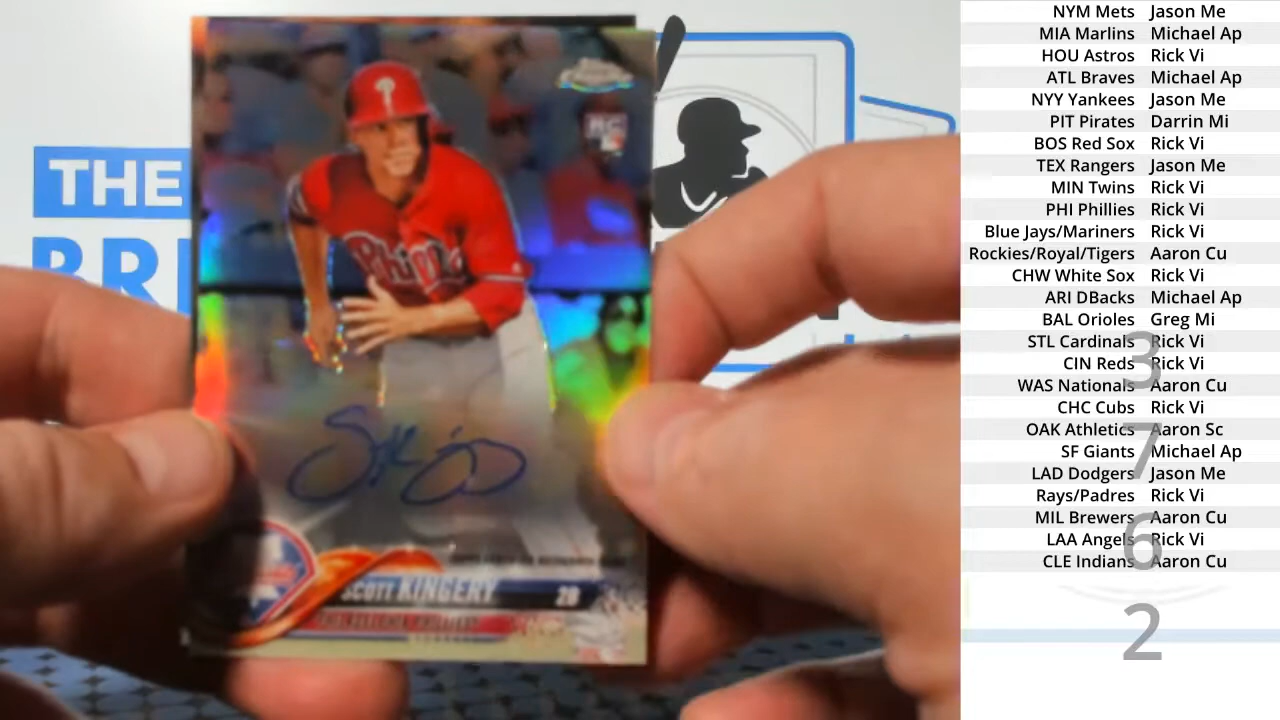 THE
BRI
Topps
Chrome
RC
Phillies
SCOTT KINGERY 2B
PHILADELPHIA PHILLIES
NYM Mets Jason Me
MIA Marlins Michael Ap
HOU Astros Rick Vi
ATL Braves Michael Ap
NYY Yankees Jason Me
PIT Pirates Darrin Mi
BOS Red Sox Rick Vi
TEX Rangers Jason Me
MIN Twins Rick Vi
PHI Phillies Rick Vi
Blue Jays/Mariners Rick Vi
Rockies/Royal/Tigers Aaron Cu
CHW White Sox Rick Vi
ARI DBacks Michael Ap
BAL Orioles Greg Mi
STL Cardinals Rick Vi
CIN Reds Rick Vi
WAS Nationals Aaron Cu
CHC Cubs Rick Vi
OAK Athletics Aaron Sc
SF Giants Michael Ap
LAD Dodgers Jason Me
Rays/Padres Rick Vi
MIL Brewers Aaron Cu
LAA Angels Rick Vi
CLE Indians Aaron Cu
3
7
6
2